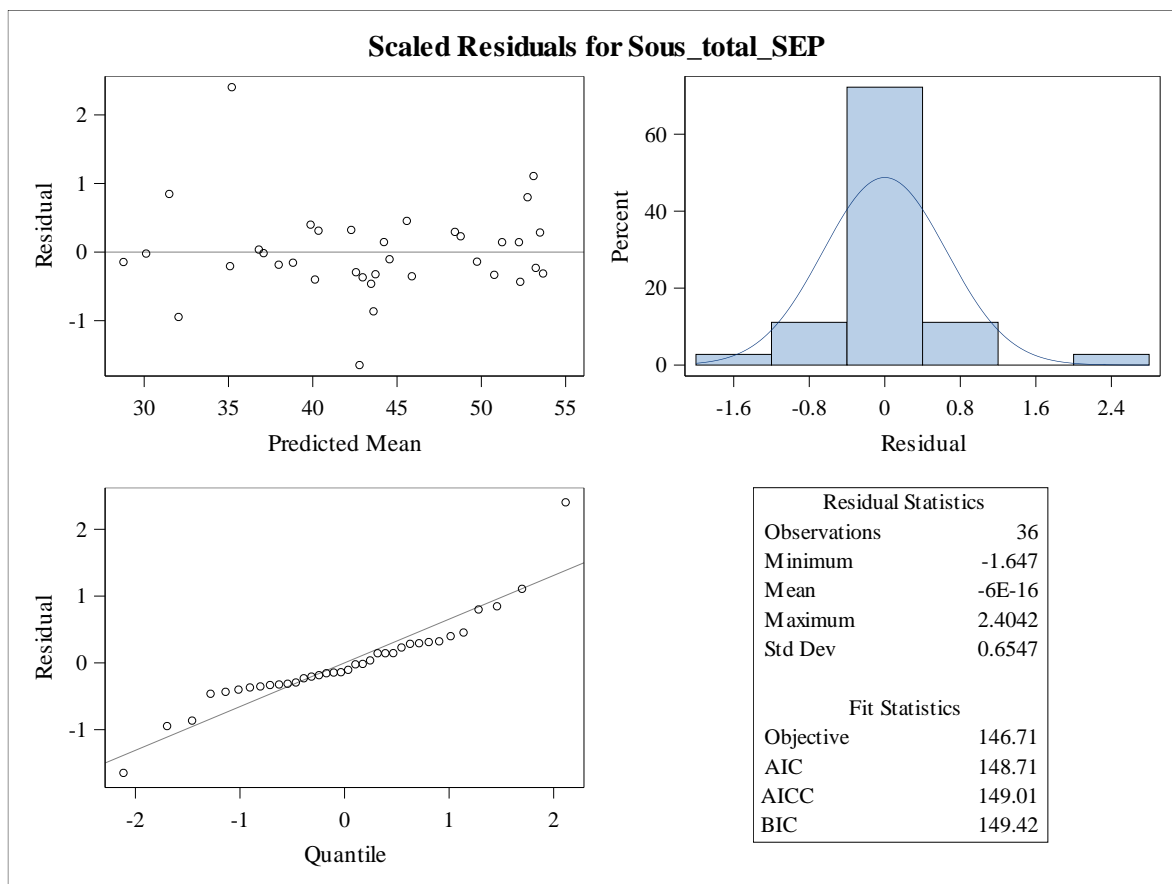 Scaled Residuals for Sous_total_SEP
2
1
0
-1
Residual
30 35 40 45 50 55
Predicted Mean
60
40
20
0
Percent
-1.6 -0.8 0 0.8 1.6 2.4
Residual
2
1
0
-1
Residual
-2 -1 0 1 2
Quantile
Residual Statistics
Observations 36
Minimum -1.647
Mean -6E-16
Maximum 2.4042
Std Dev 0.6547
Fit Statistics
Objective 146.71
AIC 148.71
AICC 149.01
BIC 149.42